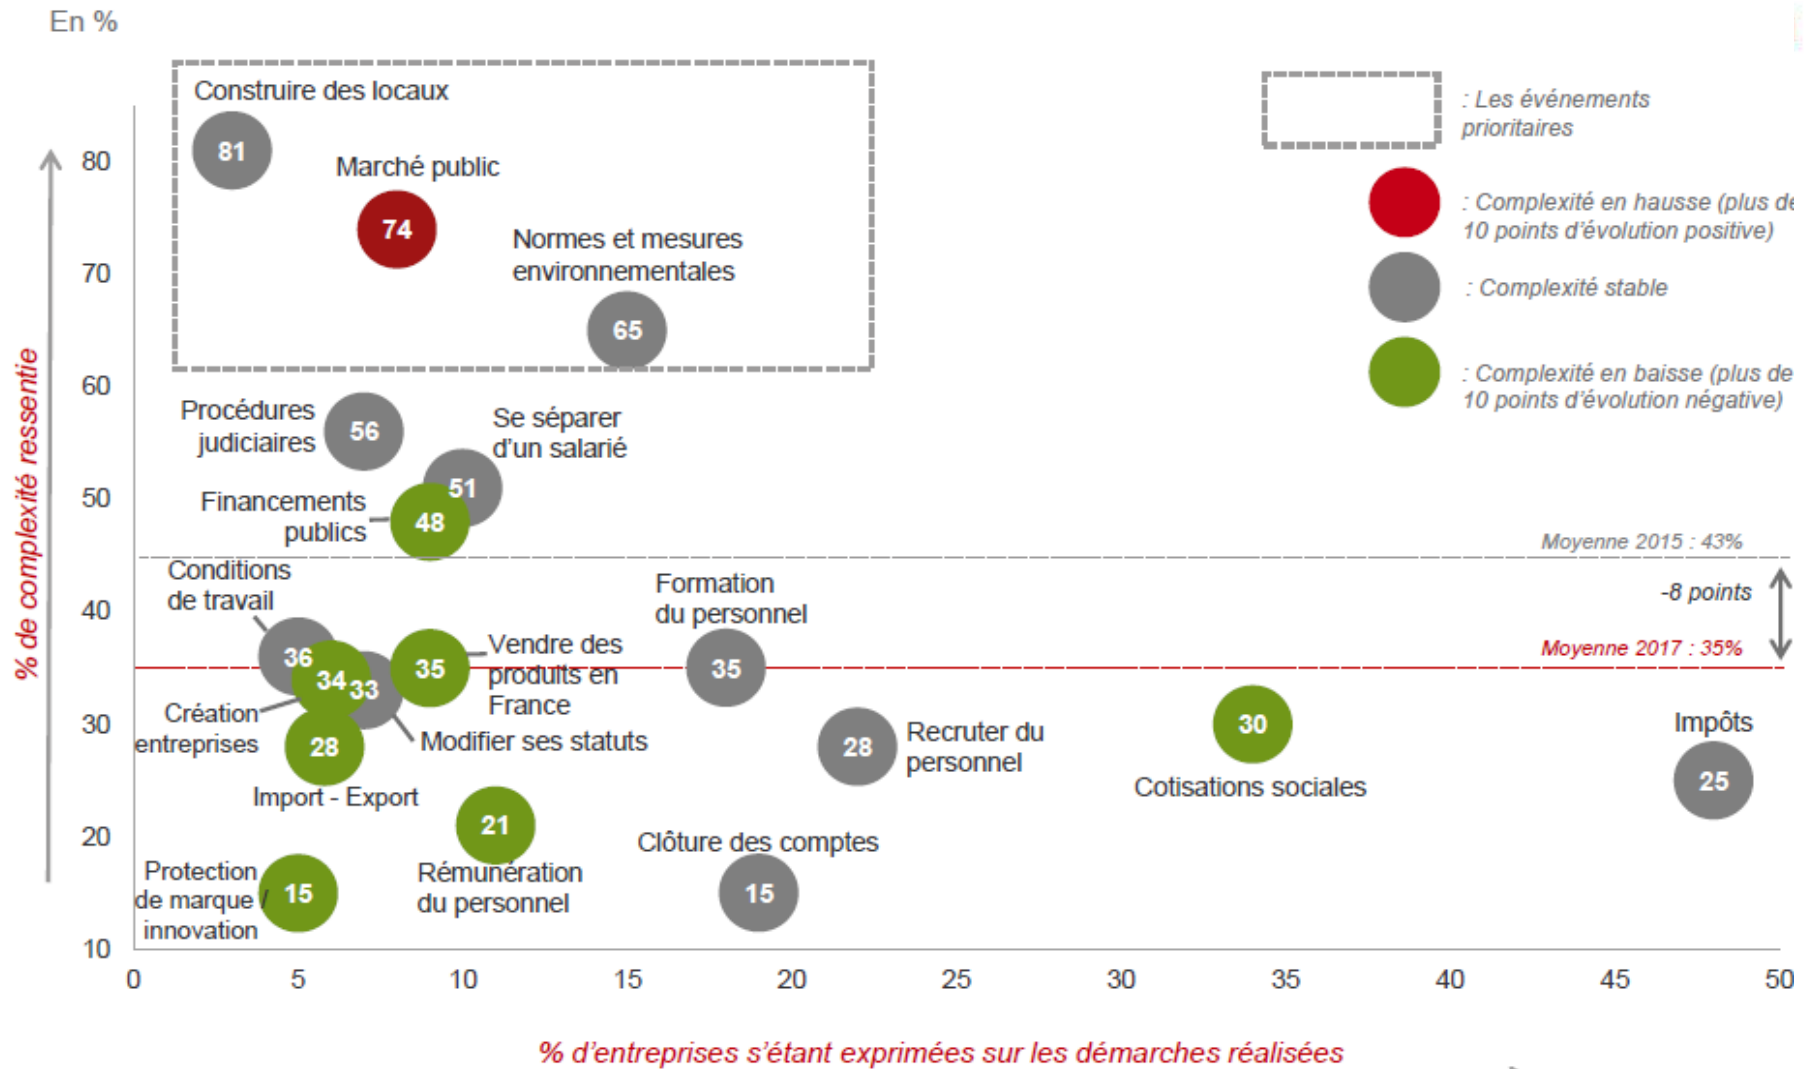 En %
Construire des locaux
81
Marché public
74
Normes et mesures
environnementales
65
: Les événements
prioritaires
: Complexité en hausse (plus de
10 points d'évolution positive)
: Complexité stable
: Complexité en baisse (plus de
10 points d'évolution négative)
% de complexité ressentie
80
70
60
50
40
30
20
10
Procédures
judiciaires
56
Se séparer
d'un salarié
51
Financements
publics
48
Moyenne 2015 : 43%
-8 points
Moyenne 2017 : 35%
Conditions
de travail
36
34
33
Création
entreprises
28
Import - Export
Modifier ses statuts
35
Vendre des
produits en
France
Formation
du personnel
35
28
Recruter du
personnel
30
Cotisations sociales
Impôts
25
21
Rémunération
du personnel
Clôture des comptes
15
Protection
de marque /
innovation
15
0
5
10
15
20
25
30
35
40
45
50
% d'entreprises s'étant exprimées sur les démarches réalisées